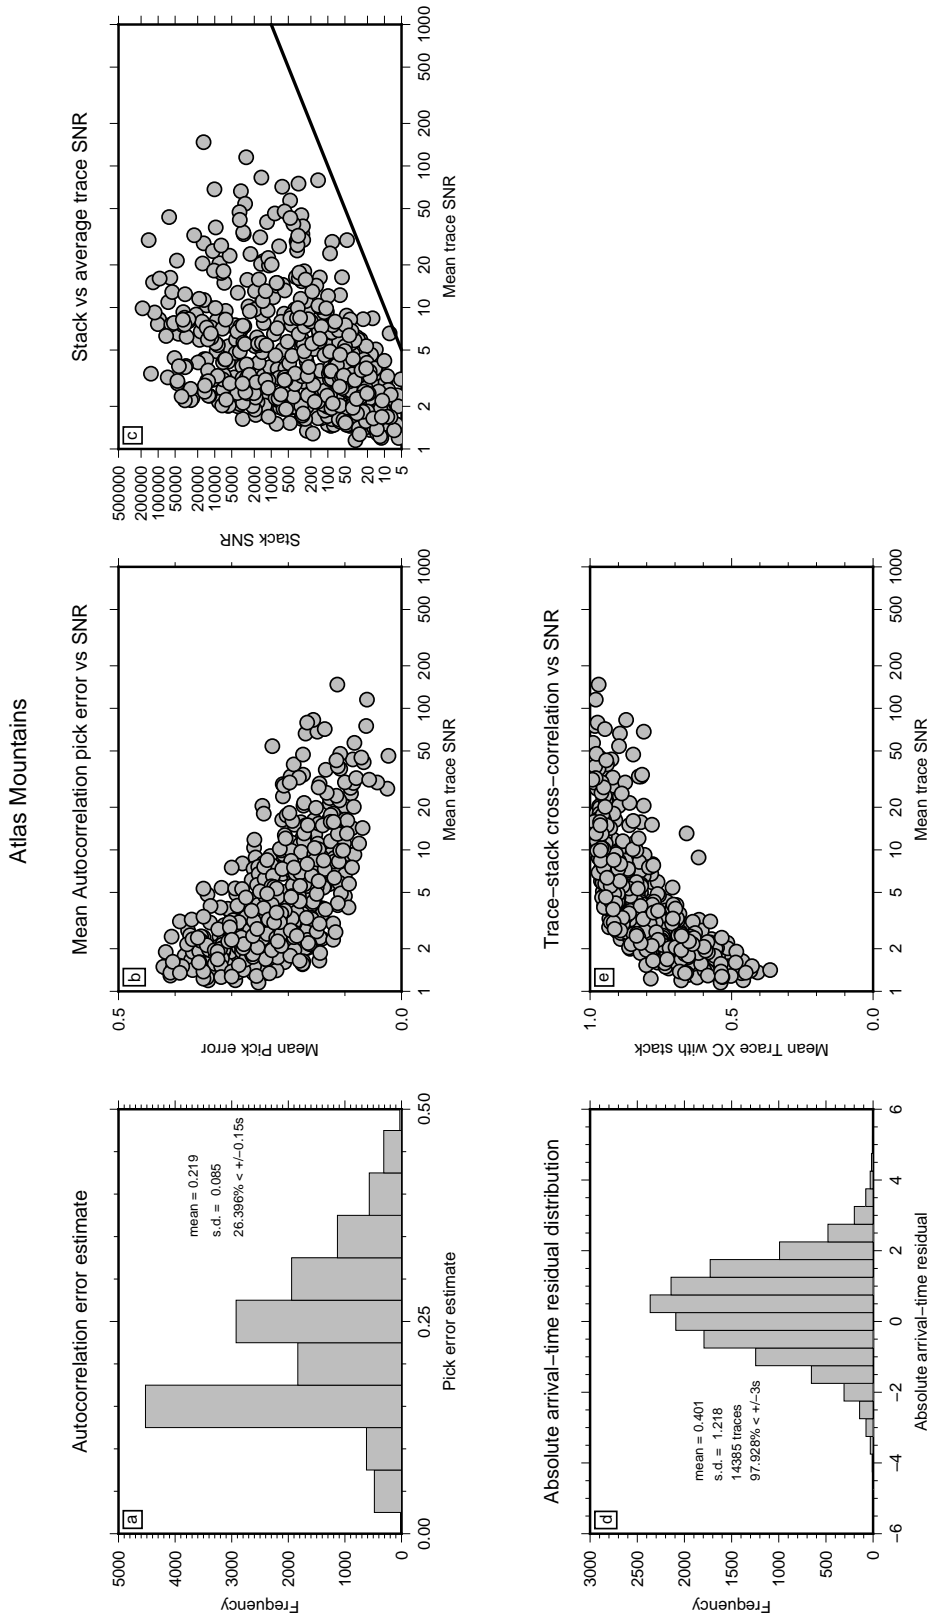 Atlas Mountains
a
Autocorrelation error estimate
mean = 0.219
s.d. = 0.085
26.396% < +/−0.15s
Frequency
0
1000
2000
3000
4000
5000
0.00
0.25
0.50
Pick error estimate
b
Mean Autocorrelation pick error vs SNR
Mean Pick error
0.0
0.5
1
2
5
10
20
50
100
200
500
1000
Mean trace SNR
c
Stack vs average trace SNR
Stack SNR
5
10
20
50
100
200
500
1000
2000
5000
10000
20000
50000
100000
200000
500000
1
2
5
10
20
50
100
200
500
1000
Mean trace SNR
d
Absolute arrival−time residual distribution
mean = 0.401
s.d. = 1.218
14385 traces
97.928% < +/−3s
Frequency
0
500
1000
1500
2000
2500
3000
−6
−4
−2
0
2
4
6
Absolute arrival−time residual
e
Trace−stack cross−correlation vs SNR
Mean Trace XC with stack
0.0
0.5
1.0
1
2
5
10
20
50
100
200
500
1000
Mean trace SNR